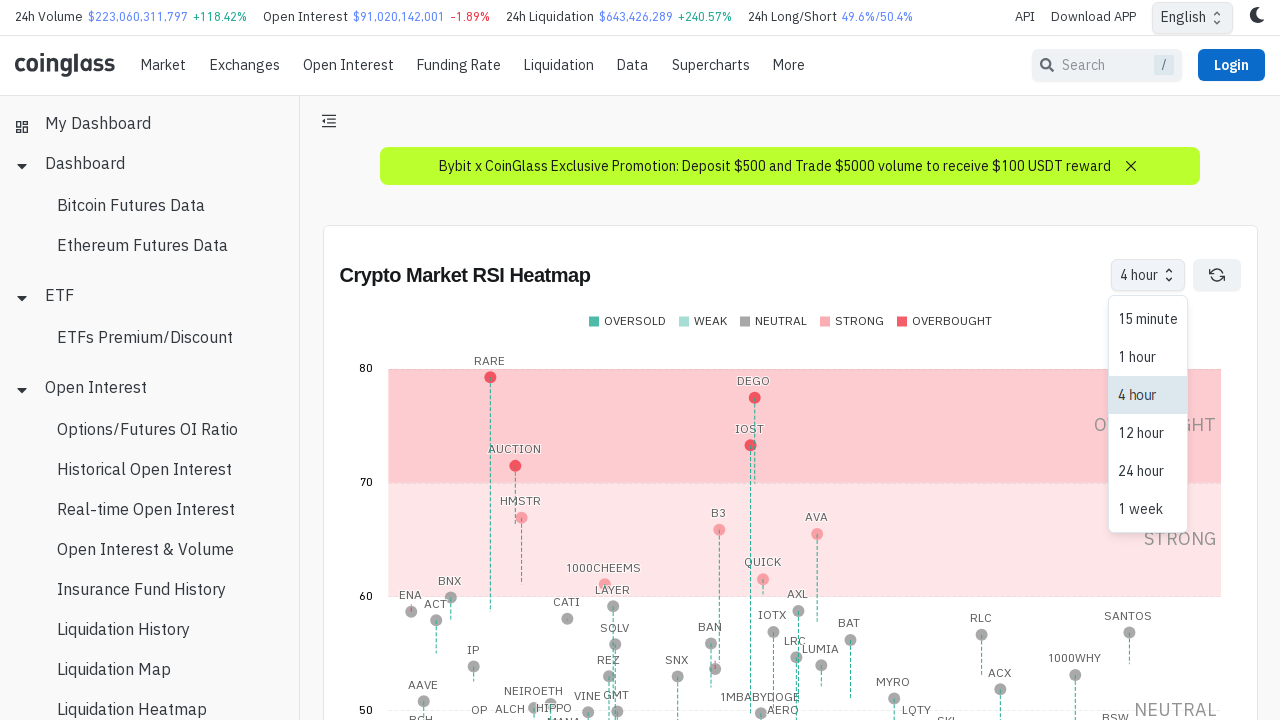 24h Volume $223,060,311,797 +118.42% Open Interest $91,020,142,001 -1.89% 24h Liquidation $643,426,289 +240.57% 24h Long/Short 49.6%/50.4% API Download APP English
coinglass Market Exchanges Open Interest Funding Rate Liquidation Data Supercharts More Search / Login
My Dashboard
Dashboard
Bitcoin Futures Data
Ethereum Futures Data
ETF
ETFs Premium/Discount
Open Interest
Options/Futures OI Ratio
Historical Open Interest
Real-time Open Interest
Open Interest & Volume
Insurance Fund History
Liquidation History
Liquidation Map
Liquidation Heatmap
Bybit x CoinGlass Exclusive Promotion: Deposit $500 and Trade $5000 volume to receive $100 USDT reward
Crypto Market RSI Heatmap
4 hour
15 minute
1 hour
4 hour
12 hour
24 hour
1 week
OVERSOLD WEAK NEUTRAL STRONG OVERBOUGHT
RARE
80
DEGO
IOST
AUCTION
70
HMSTR
B3
AVA
STRONG
QUICK
1000CHEEMS
BNX
LAYER
ENA
ACT
60
CATI
AXL
SOLV
BAN
IOTX
BAT
RLC
SANTOS
LRC
LUMIA
IP
REZ
SNX
1000WHY
ACX
AAVE
MYRO
NEIROETH
VINE
GMT
1MBABYDOGE
OP
ALCH
HIPPO
AERO
LQTY
50
NEUTRAL
BSW